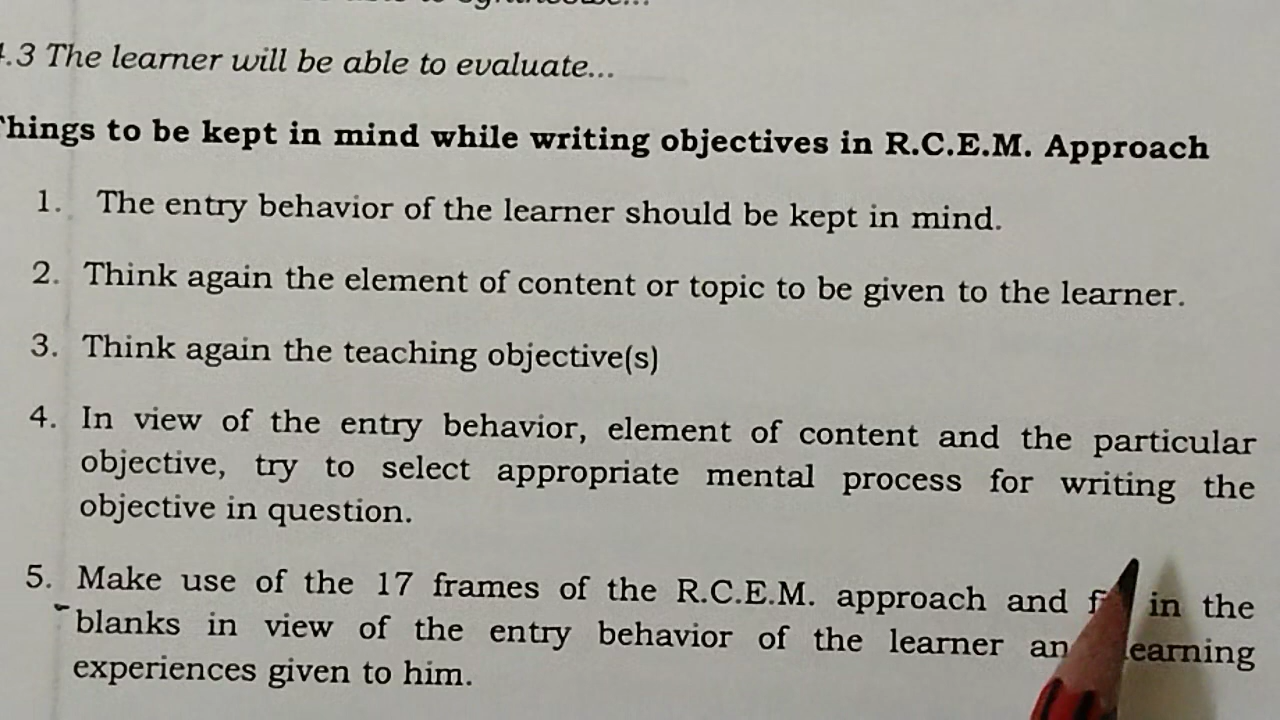 .3 The learner will be able to evaluate...
Things to be kept in mind while writing objectives in R.C.E.M. Approach
1. The entry behavior of the learner should be kept in mind.
2. Think again the element of content or topic to be given to the learner.
3. Think again the teaching objective(s)
4. In view of the entry behavior, element of content and the particular
objective, try to select appropriate mental process for writing the
objective in question.
5. Make use of the 17 frames of the R.C.E.M. approach and in the
blanks in view of the entry behavior of the learner an earning
experiences given to him.